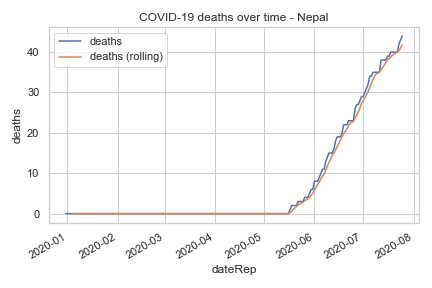 COVID-19 deaths over time - Nepal
deaths
deaths (rolling)
deaths
40
30
20
10
0
2020-01
2020-02
2020-03
2020-04
2020-05
2020-06
2020-07
2020-08
dateRep